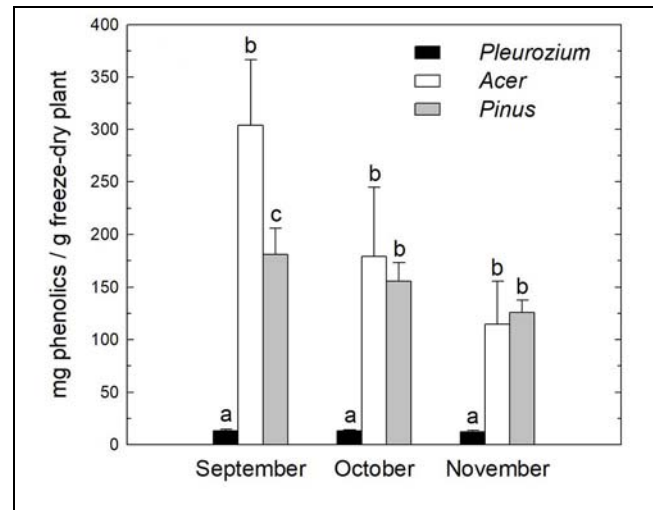 mg phenolics / g freeze-dry plant
400
350
300
250
200
150
100
50
0
Pleurozium
Acer
Pinus
b
c
a
b
b
a
b
b
a
September October November